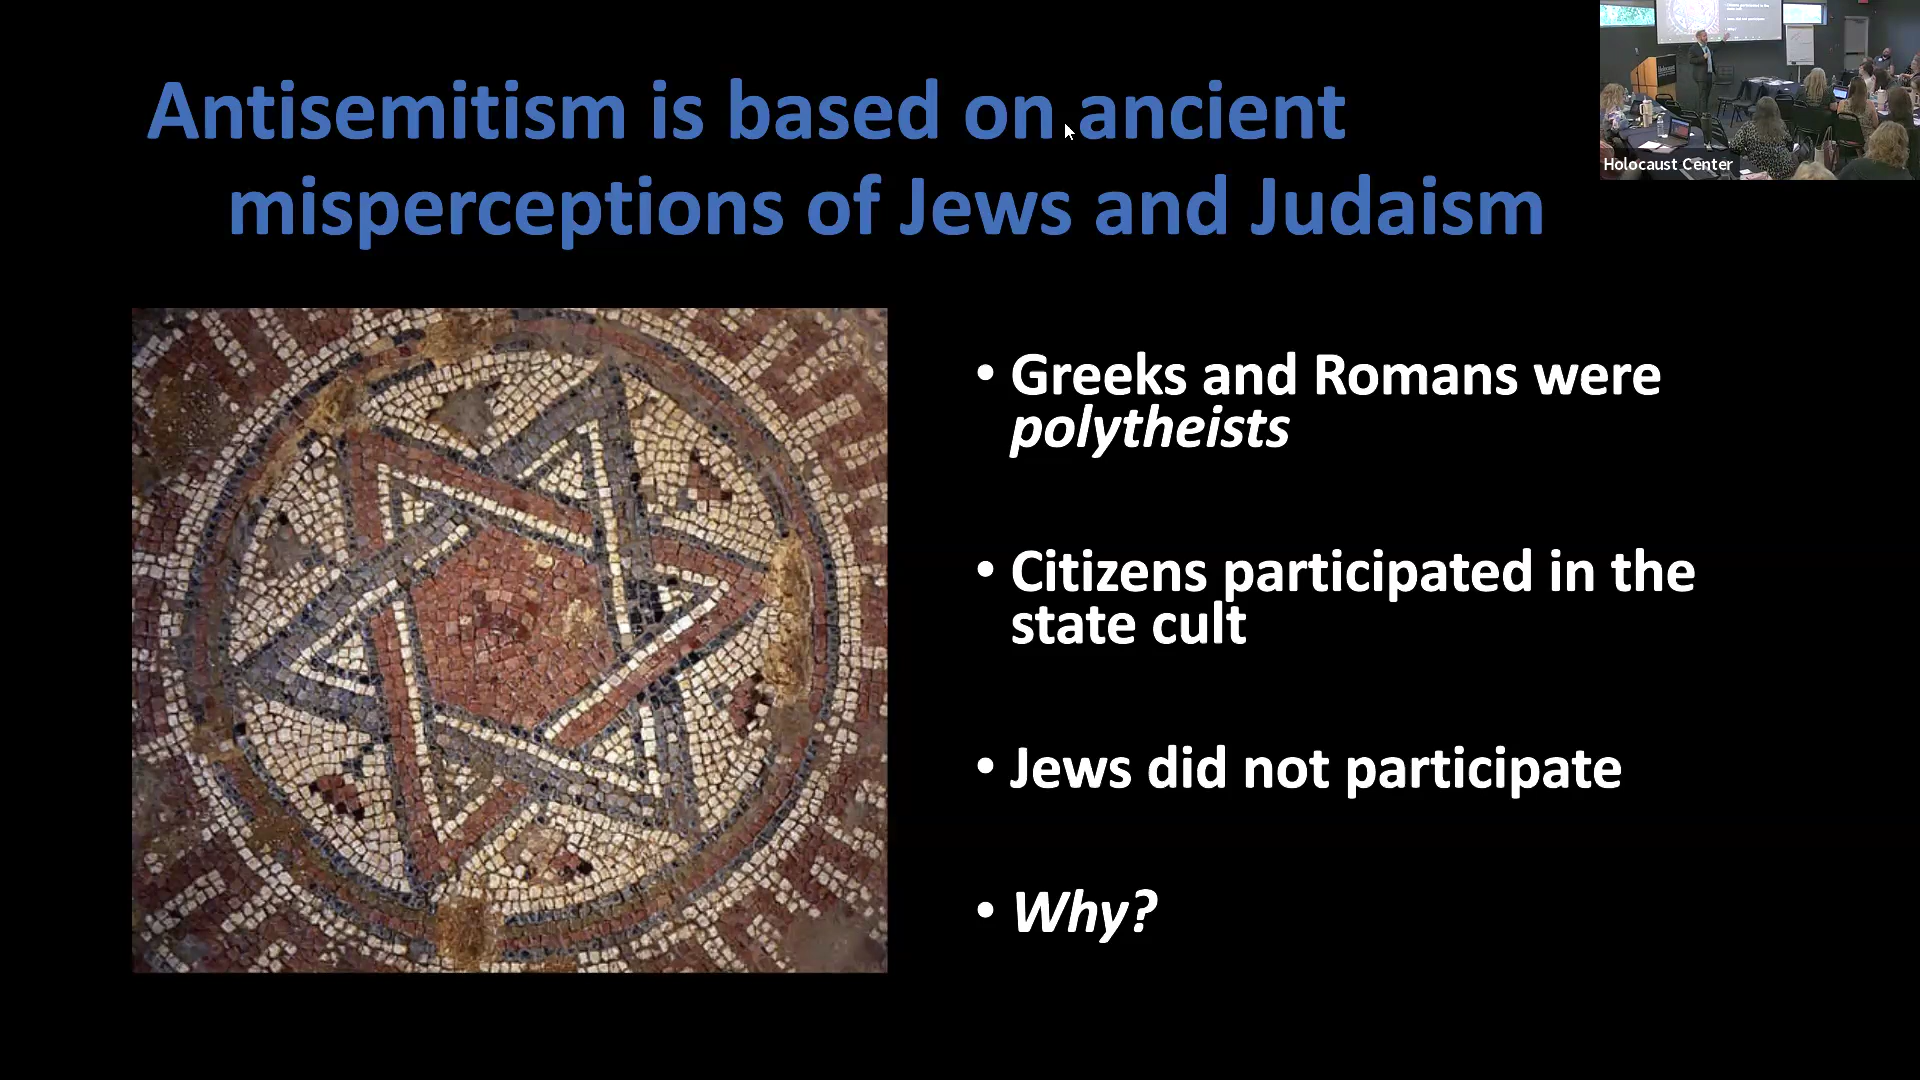 Antisemitism is based on ancient
misperceptions of Jews and Judaism
• Greeks and Romans were
polytheists
• Citizens participated in the
state cult
• Jews did not participate
• Why?
Holocaust Center